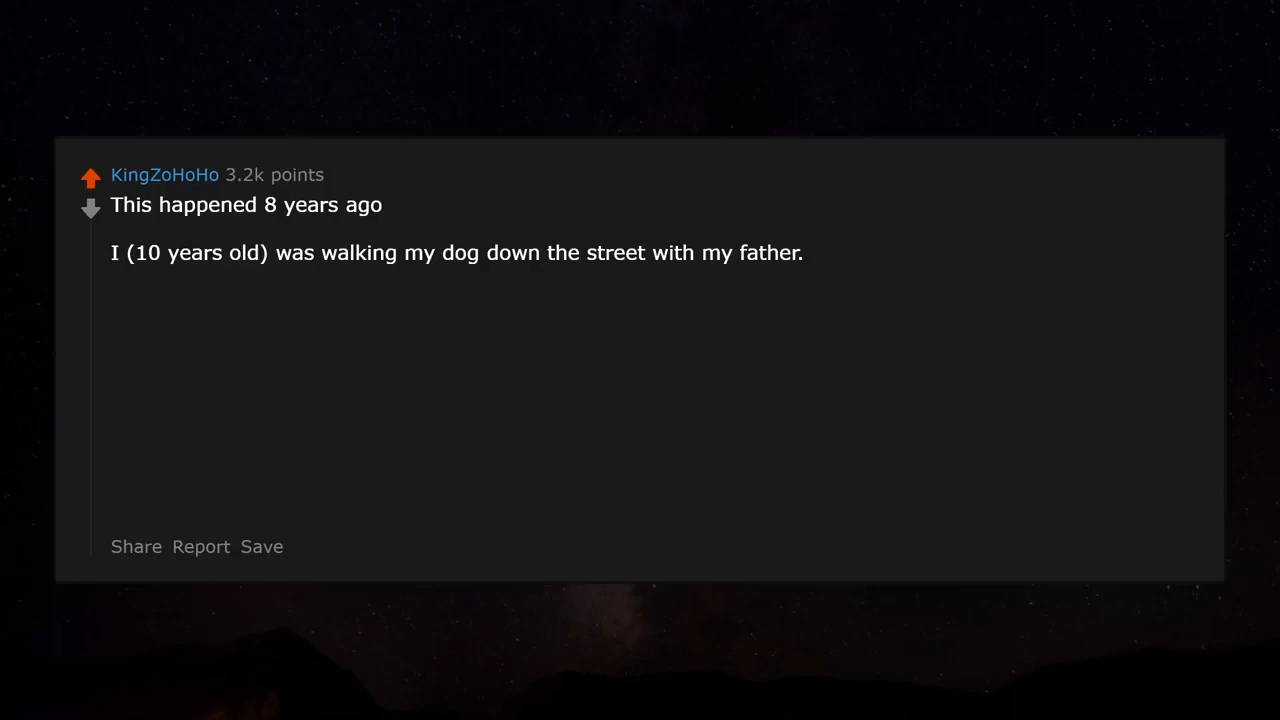 KingZoHoHo 3.2k points
This happened 8 years ago
I (10 years old) was walking my dog down the street with my father.
Share Report Save